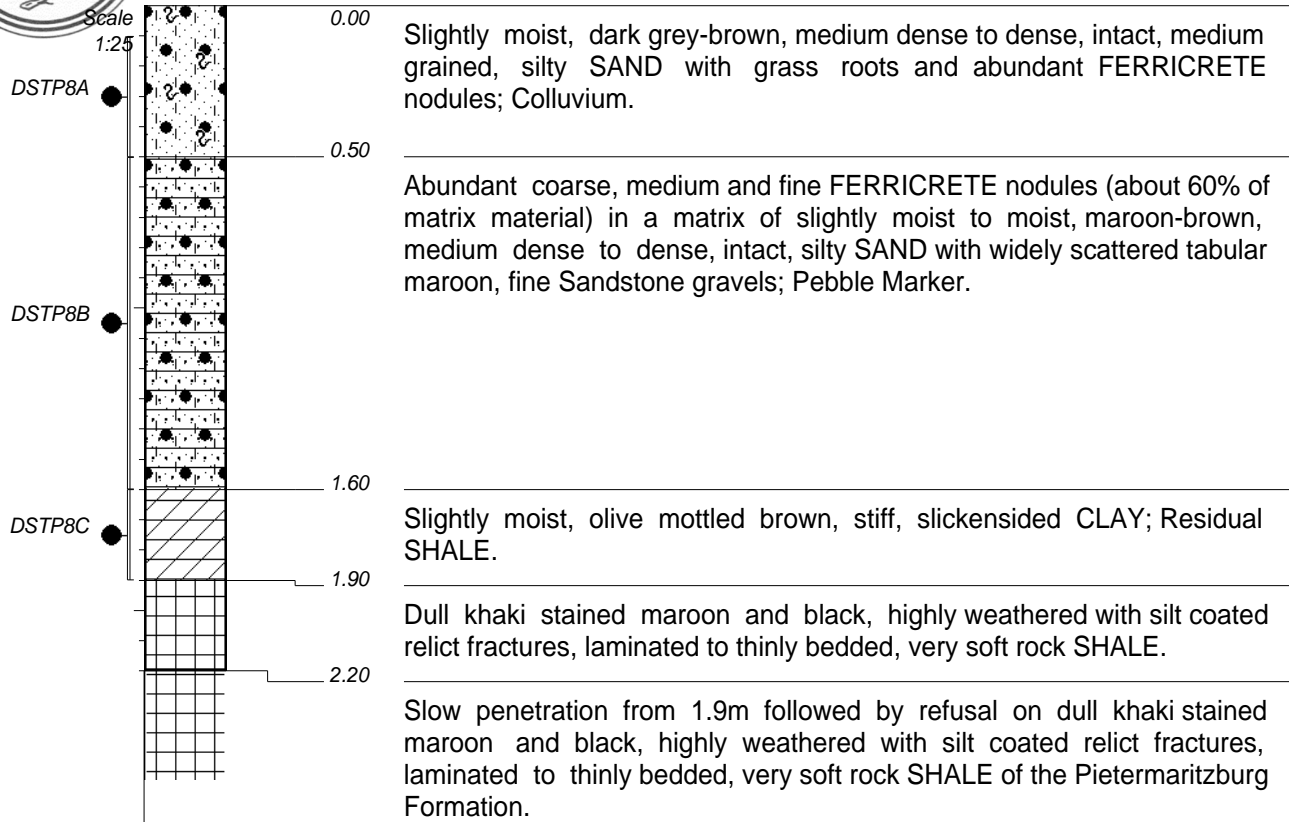 Scale
1:25
0.00
Slightly moist, dark grey-brown, medium dense to dense, intact, medium
grained, silty SAND with grass roots and abundant FERRICRETE
nodules; Colluvium.
DSTP8A
0.50
Abundant coarse, medium and fine FERRICRETE nodules (about 60% of
matrix material) in a matrix of slightly moist to moist, maroon-brown,
medium dense to dense, intact, silty SAND with widely scattered tabular
maroon, fine Sandstone gravels; Pebble Marker.
DSTP8B
1.60
Slightly moist, olive mottled brown, stiff, slickensided CLAY; Residual
SHALE.
DSTP8C
1.90
Dull khaki stained maroon and black, highly weathered with silt coated
relict fractures, laminated to thinly bedded, very soft rock SHALE.
2.20
Slow penetration from 1.9m followed by refusal on dull khaki stained
maroon and black, highly weathered with silt coated relict fractures,
laminated to thinly bedded, very soft rock SHALE of the Pietermaritzburg
Formation.